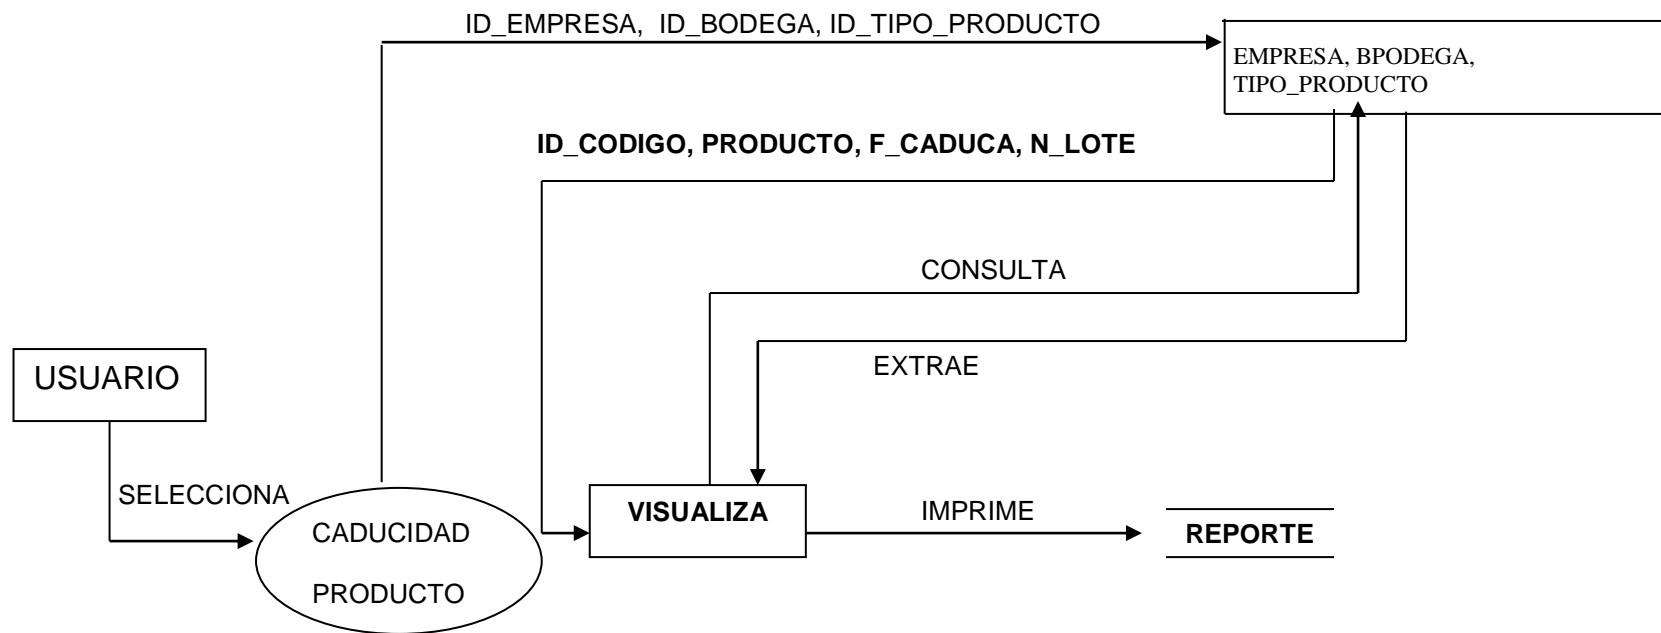 ID_EMPRESA, ID_BODEGA, ID_TIPO_PRODUCTO
EMPRESA, BPODEGA,
TIPO_PRODUCTO
ID_CODIGO, PRODUCTO, F_CADUCA, N_LOTE
CONSULTA
EXTRAE
USUARIO
SELECCIONA
CADUCIDAD
PRODUCTO
VISUALIZA
IMPRIME
REPORTE